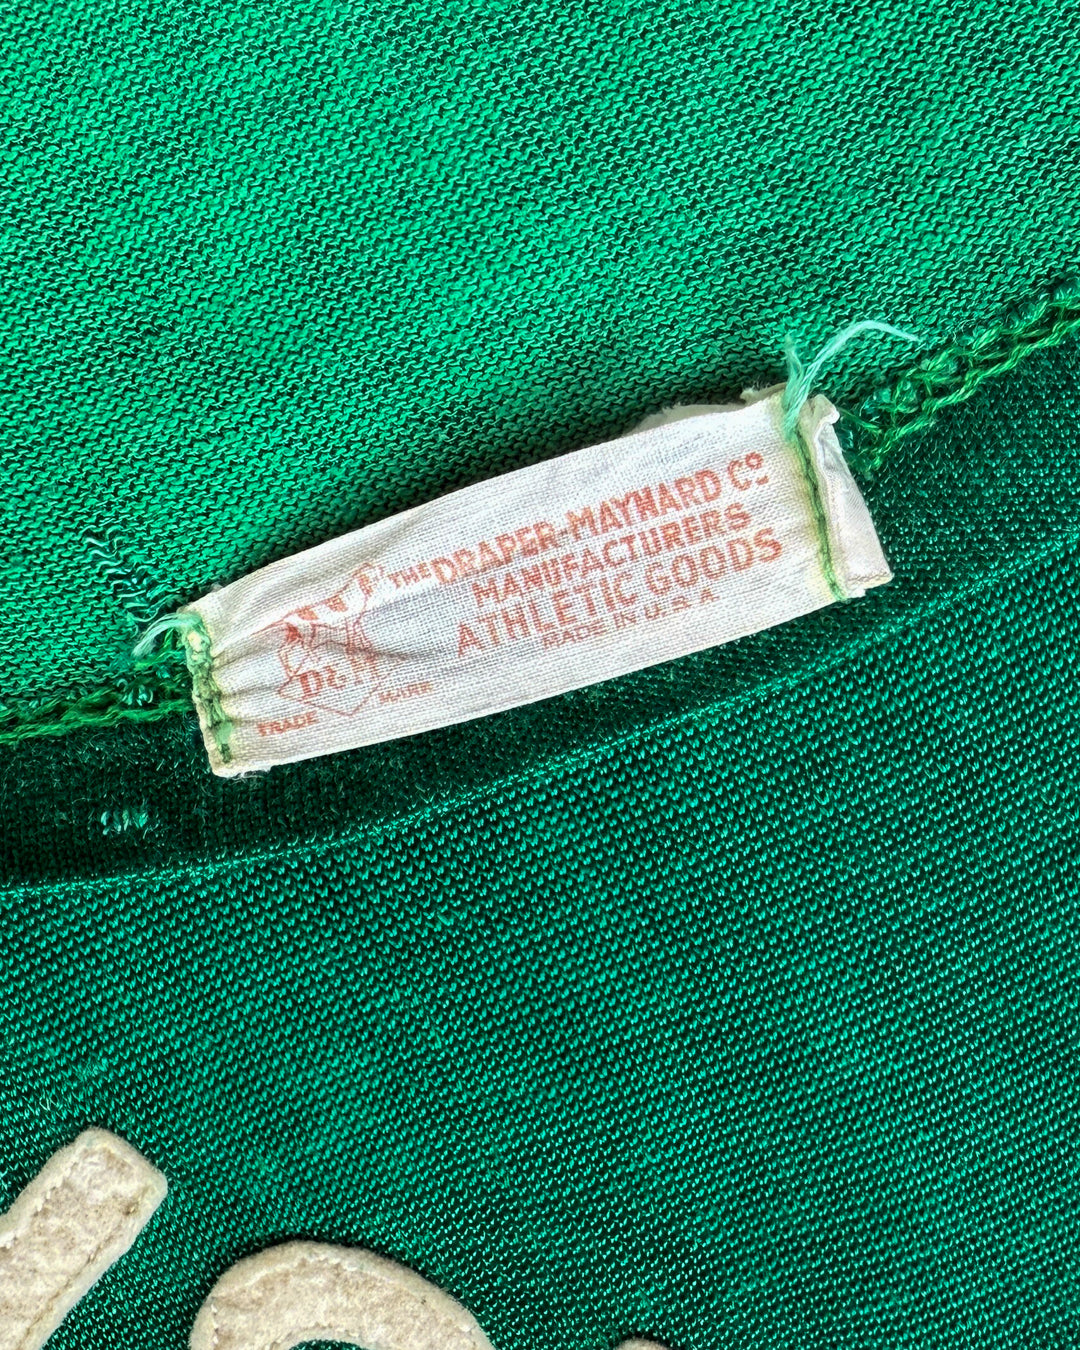 THE DRAPER-MAYNARD CO
MANUFACTURERS
ATHLETIC GOODS
MADE IN U.S.A
D&M
TRADE MARK